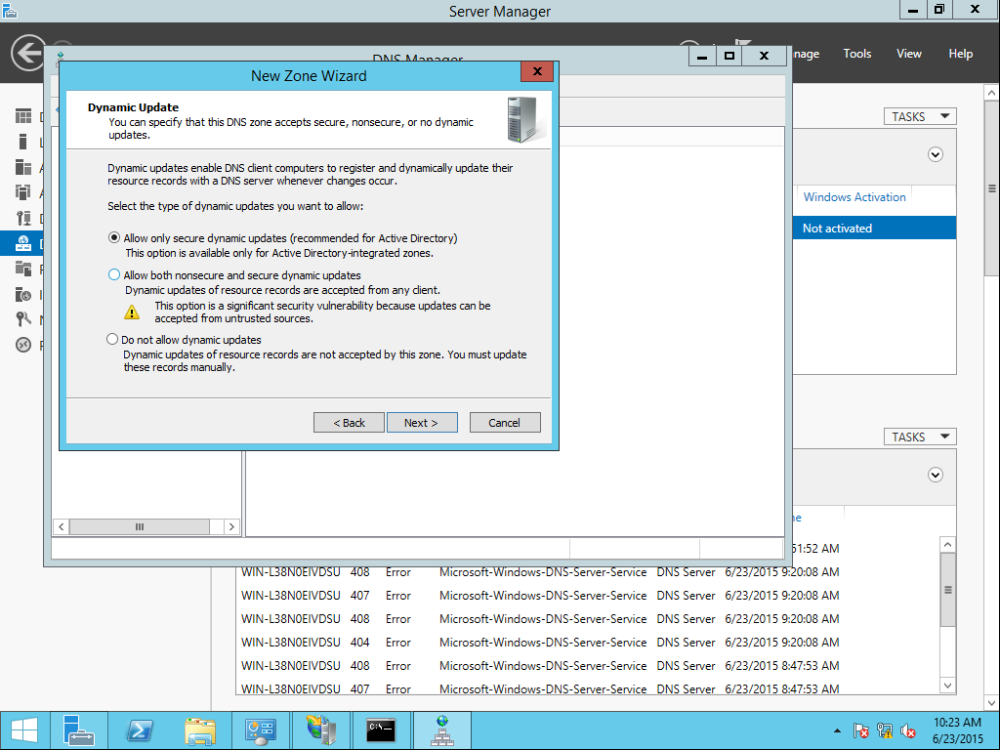 Server Manager
DNS Manager
Tools
View
Help
New Zone Wizard
Dynamic Update
You can specify that this DNS zone accepts secure, nonsecure, or no dynamic
updates.
Dynamic updates enable DNS client computers to register and dynamically update their
resource records with a DNS server whenever changes occur.
Select the type of dynamic updates you want to allow:
Allow only secure dynamic updates (recommended for Active Directory)
This option is available only for Active Directory-integrated zones.
Allow both nonsecure and secure dynamic updates
Dynamic updates of resource records are accepted from any client.
This option is a significant security vulnerability because updates can be
accepted from untrusted sources.
Do not allow dynamic updates
Dynamic updates of resource records are not accepted by this zone. You must update
these records manually.
< Back
Next >
Cancel
TASKS
Windows Activation
Not activated
TASKS
51:52 AM
WIN-L38N0EIVDSU 408 Error Microsoft-Windows-DNS-Server-Service DNS Server 6/23/2015 9:20:08 AM
WIN-L38N0EIVDSU 407 Error Microsoft-Windows-DNS-Server-Service DNS Server 6/23/2015 9:20:08 AM
WIN-L38N0EIVDSU 408 Error Microsoft-Windows-DNS-Server-Service DNS Server 6/23/2015 9:20:08 AM
WIN-L38N0EIVDSU 404 Error Microsoft-Windows-DNS-Server-Service DNS Server 6/23/2015 9:20:08 AM
WIN-L38N0EIVDSU 408 Error Microsoft-Windows-DNS-Server-Service DNS Server 6/23/2015 8:47:53 AM
WIN-L38N0EIVDSU 407 Error Microsoft-Windows-DNS-Server-Service DNS Server 6/23/2015 8:47:53 AM
C:\_
10:23 AM
6/23/2015